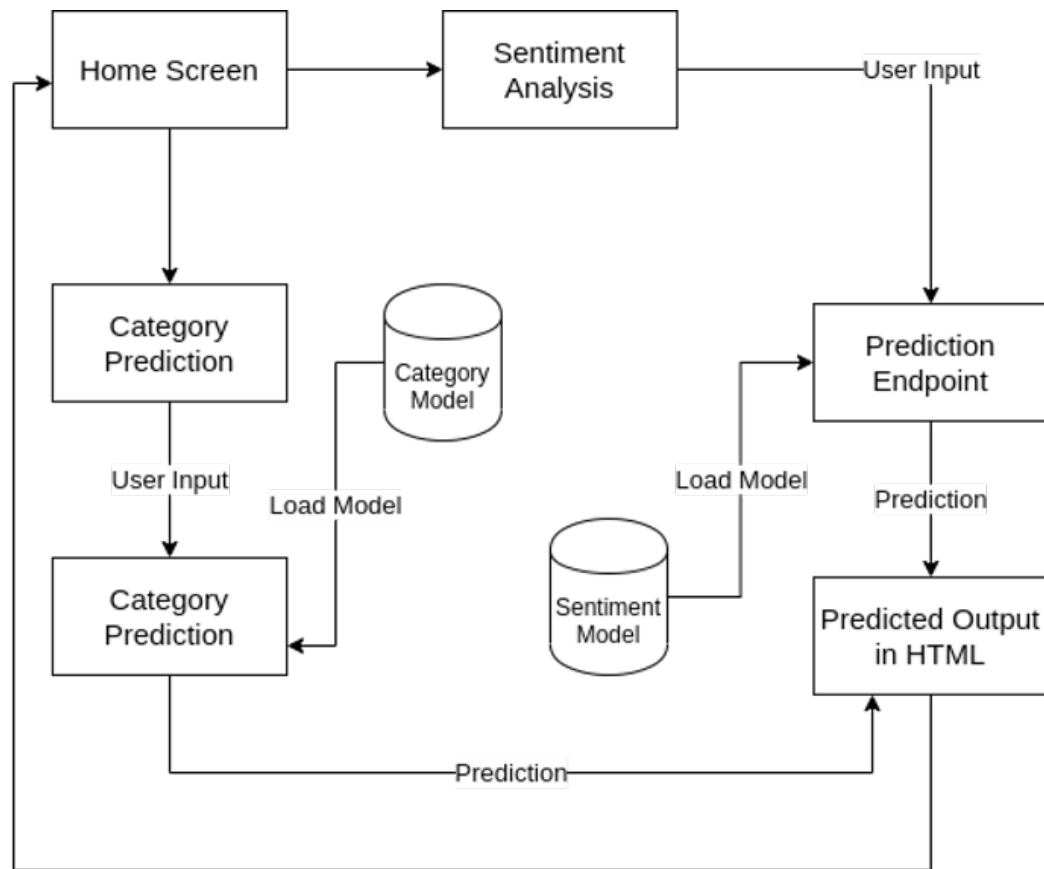 Home Screen
Sentiment
Analysis
User Input
Category
Prediction
Category
Model
Prediction
Endpoint
User Input
Load Model
Load Model
Prediction
Category
Prediction
Sentiment
Model
Predicted Output
in HTML
Prediction